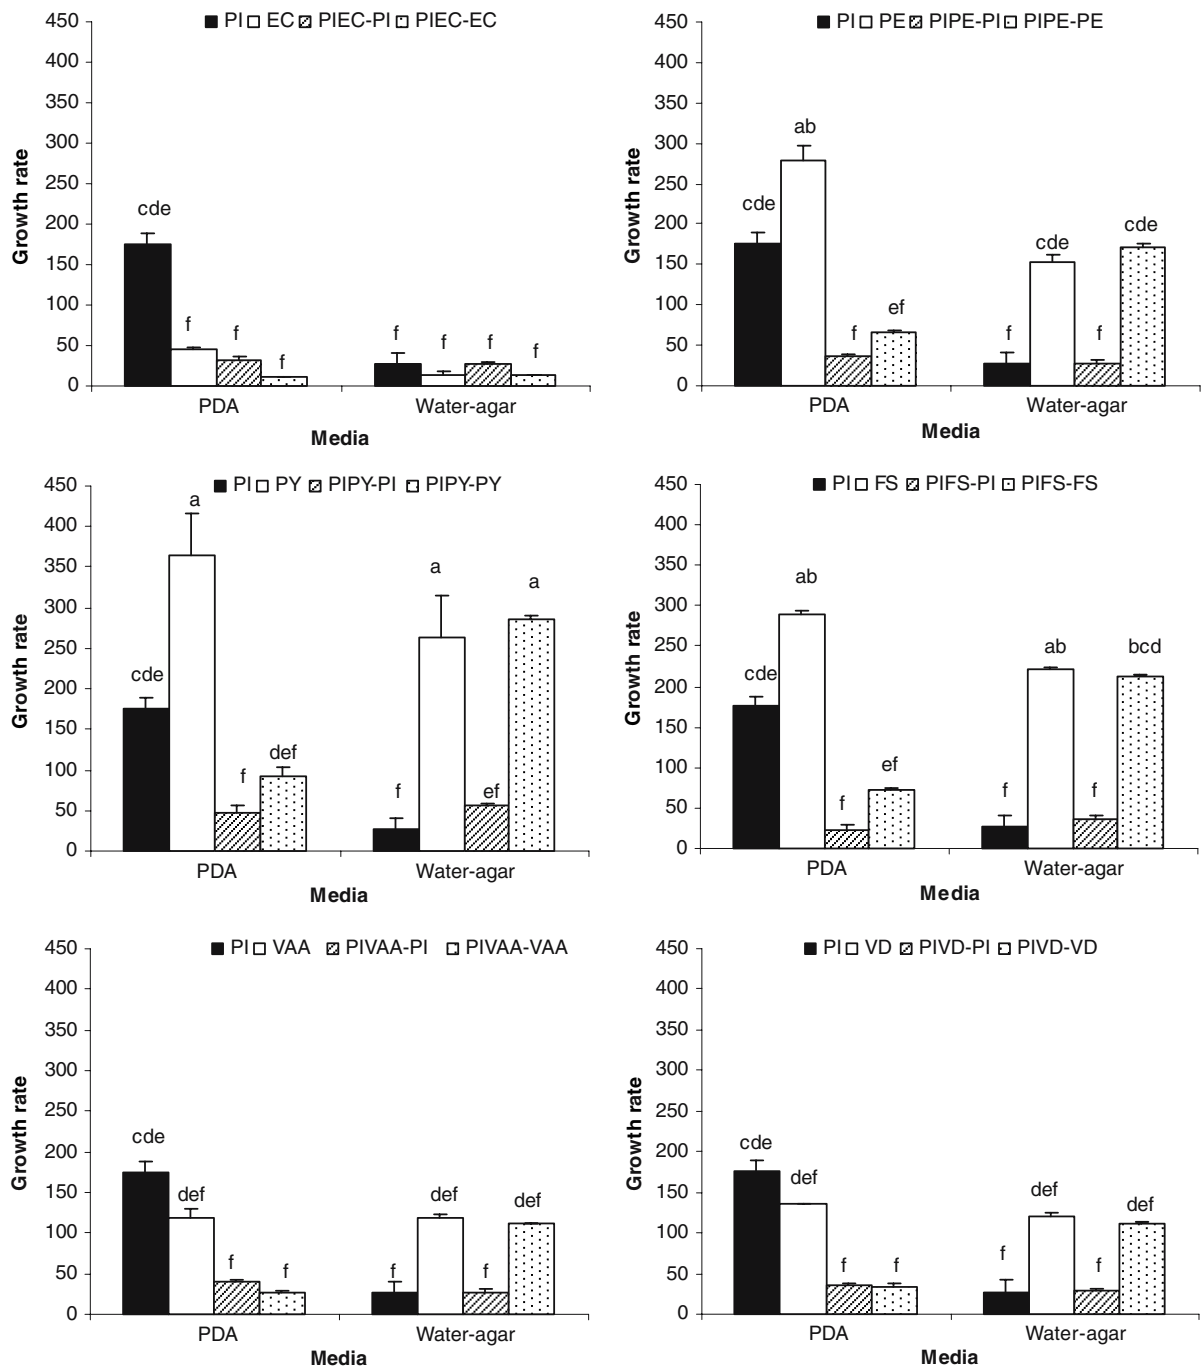 PI EC PIEC-PI PIEC-EC
450
400
350
300
250
200
150
100
50
0
Growth rate
cde
f
f
f
f
f
f
f
PDA
Water-agar
Media
PI PE PIPE-PI PIPE-PE
450
400
350
300
250
200
150
100
50
0
Growth rate
cde
ab
f
ef
f
cde
f
cde
PDA
Water-agar
Media
PI PY PIPY-PI PIPY-PY
450
400
350
300
250
200
150
100
50
0
Growth rate
cde
a
f
def
f
a
ef
a
PDA
Water-agar
Media
PI FS PIFS-PI PIFS-FS
450
400
350
300
250
200
150
100
50
0
Growth rate
cde
ab
f
ef
f
ab
f
bcd
PDA
Water-agar
Media
PI VAA PIVAA-PI PIVAA-VAA
450
400
350
300
250
200
150
100
50
0
Growth rate
cde
def
f
f
f
def
f
def
PDA
Water-agar
Media
PI VD PIVD-PI PIVD-VD
450
400
350
300
250
200
150
100
50
0
Growth rate
cde
def
f
f
f
def
f
def
PDA
Water-agar
Media